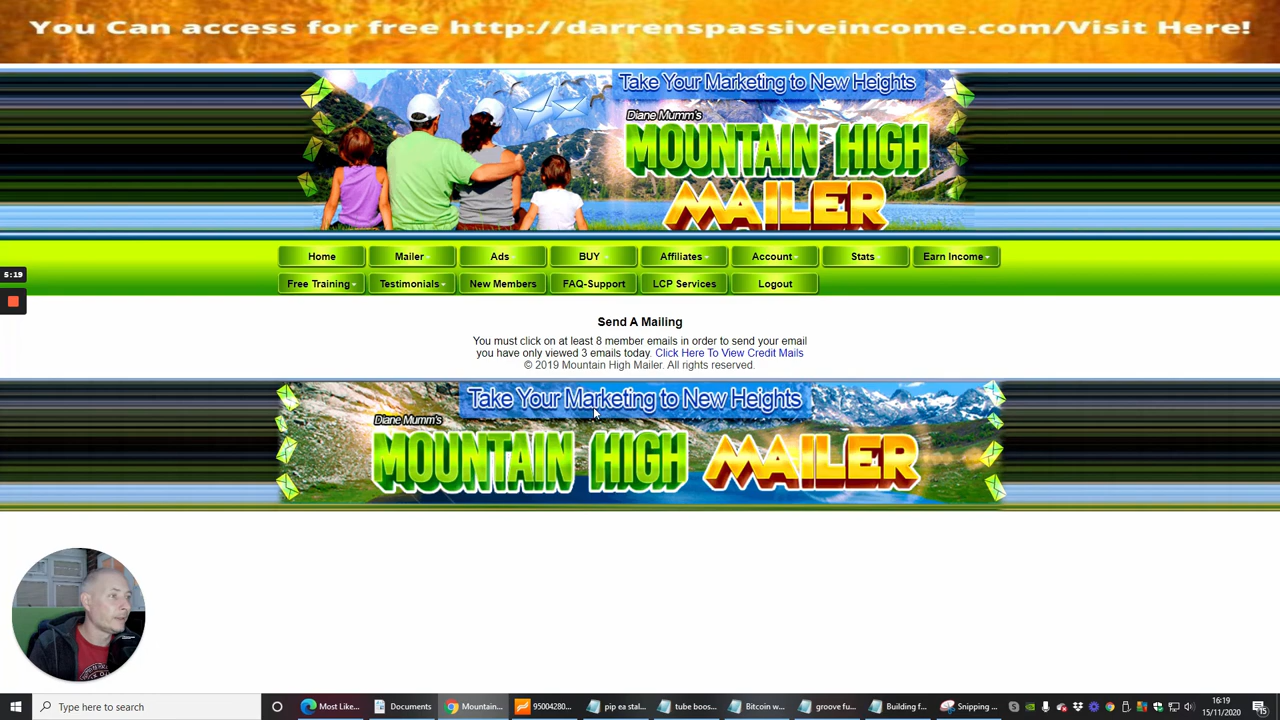 You Can access for free http://darrenspassiveincome.com/Visit Here!
Take Your Marketing to New Heights
Diane Mumm's
MOUNTAIN HIGH
MAILER
Home Mailer Ads BUY Affiliates Account Stats Earn Income
Free Training Testimonials New Members FAQ-Support LCP Services Logout
5:19
Send A Mailing
You must click on at least 8 member emails in order to send your email
you have only viewed 3 emails today. Click Here To View Credit Mails
© 2019 Mountain High Mailer. All rights reserved.
Take Your Marketing to New Heights
Diane Mumm's
MOUNTAIN HIGH MAILER
Type here to search
Most Like... Documents Mountain... 95004280... pip ea stal... tube boos... Bitcoin w... groove fu... Building f... Snipping ...
16:19
15/11/2020
15